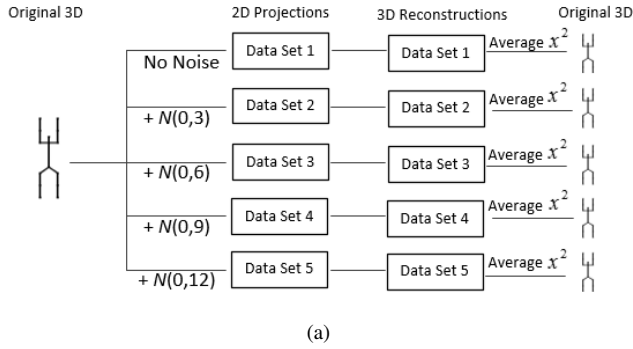 Original 3D 2D Projections 3D Reconstructions Original 3D
No Noise Data Set 1 Data Set 1 Average x²
+ N(0,3) Data Set 2 Data Set 2 Average x²
+ N(0,6) Data Set 3 Data Set 3 Average x²
+ N(0,9) Data Set 4 Data Set 4 Average x²
+ N(0,12) Data Set 5 Data Set 5 Average x²
(a)